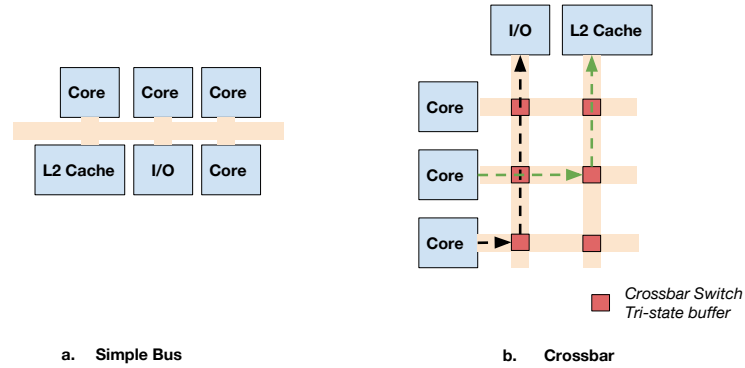 Core
Core
Core
L2 Cache
I/O
Core
a. Simple Bus
I/O
L2 Cache
Core
Core
Core
Crossbar Switch
Tri-state buffer
b. Crossbar